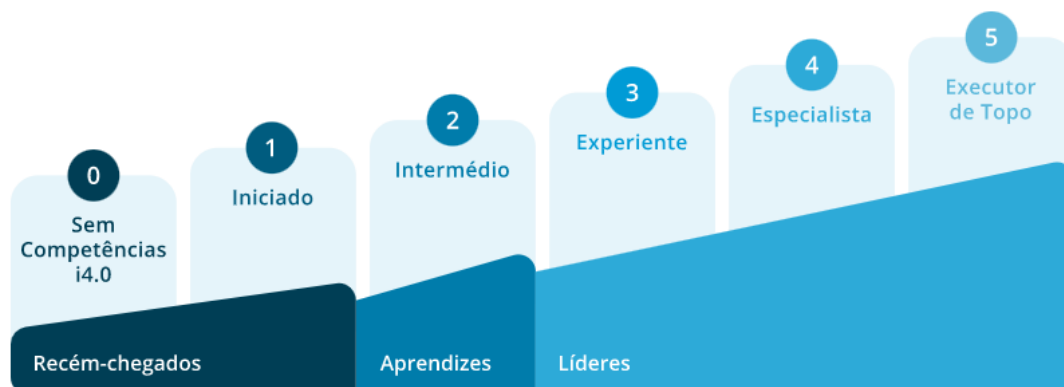 0
Sem
Competências
i4.0
1
Iniciado
2
Intermédio
3
Experiente
4
Especialista
5
Executor
de Topo
Recém-chegados
Aprendizes
Líderes